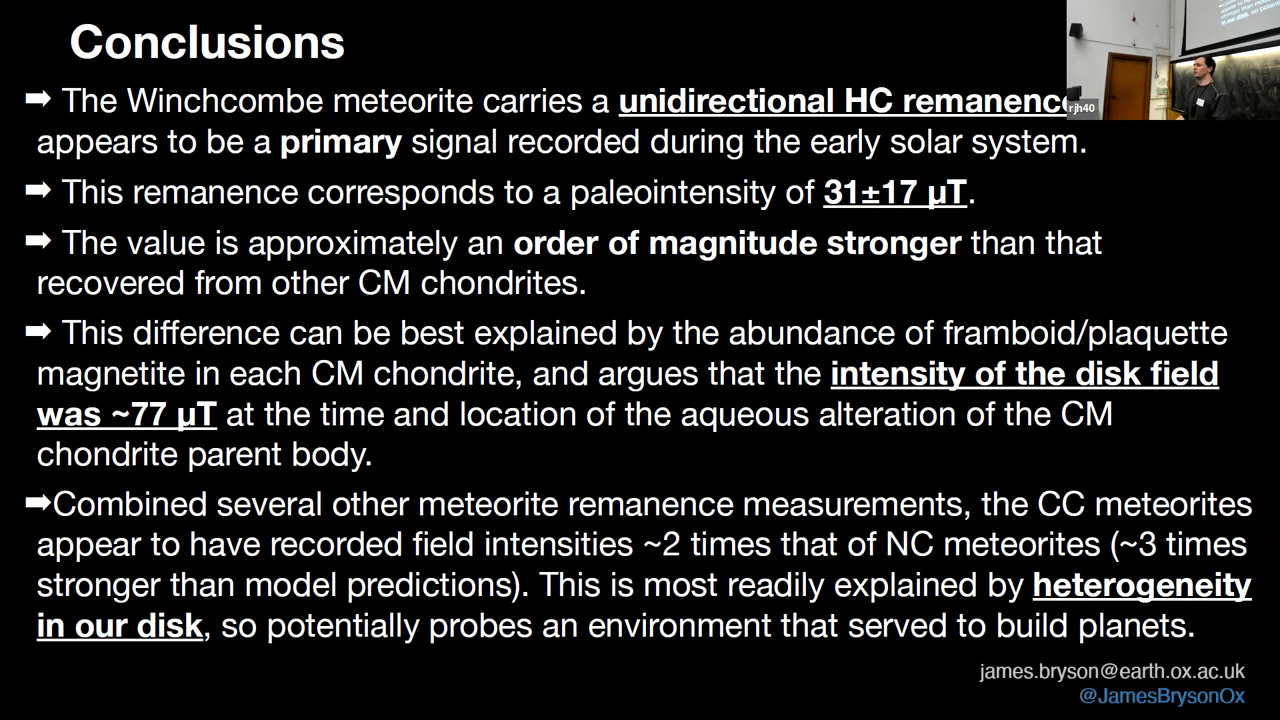 Conclusions
➡ The Winchcombe meteorite carries a unidirectional HC
appears to be a primary signal recorded during the early solar system.
➡ This remanence corresponds to a paleointensity of 31±17 μT.
➡ The value is approximately an order of magnitude stronger than that
recovered from other CM chondrites.
➡ This difference can be best explained by the abundance of framboid/plaquette
magnetite in each CM chondrite, and argues that the intensity of the disk field
was ~77 μT at the time and location of the aqueous alteration of the CM
chondrite parent body.
➡Combined several other meteorite remanence measurements, the CC meteorites
appear to have recorded field intensities ~2 times that of NC meteorites (~3 times
stronger than model predictions). This is most readily explained by heterogeneity
in our disk, so potentially probes an environment that served to build planets.
james.bryson@earth.ox.ac.uk
@JamesBrysonOx
rjh40